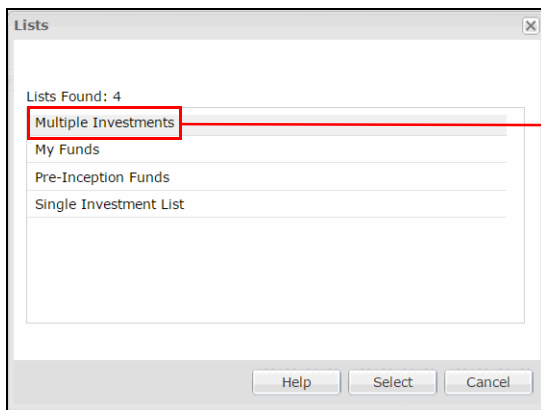 Lists
Lists Found: 4
Multiple Investments
My Funds
Pre-Inception Funds
Single Investment List
Help Select Cancel